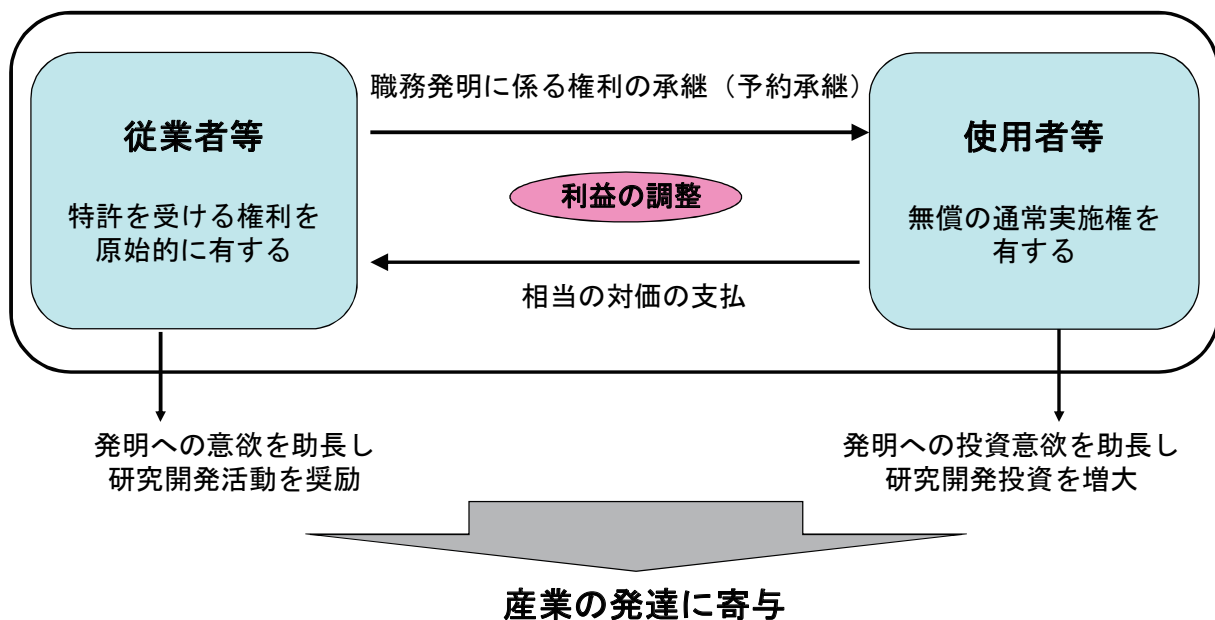 職務発明に係る権利の承継（予約承継）
従業者等
特許を受ける権利を
原始的に有する
利益の調整
使用者等
無償の通常実施権を
有する
相当の対価の支払
発明への意欲を助長し
研究開発活動を奨励
発明への投資意欲を助長し
研究開発投資を増大
産業の発達に寄与